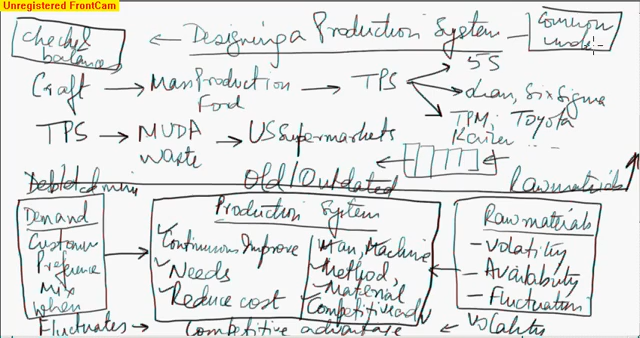 Unregistered FrontCam
Checks & balances ← Designing a Production System – Common
Craft → Mass Production Ford → TPS → 5S
Lean, Six Sigma
TPM, Toyota
Kaizen ...
TPS → MUDA Waste → US Supermarkets
Old / Outdated
Raw materials
Demand
Customer
Preference
Mix
When
Production System
Continuous Improve
Needs
Reduce cost
Man, Machine
Method,
Material
Competitive adv
Raw materials
– Volatility
– Availability
– Fluctuation
Fluctuates → Competitive advantage ←